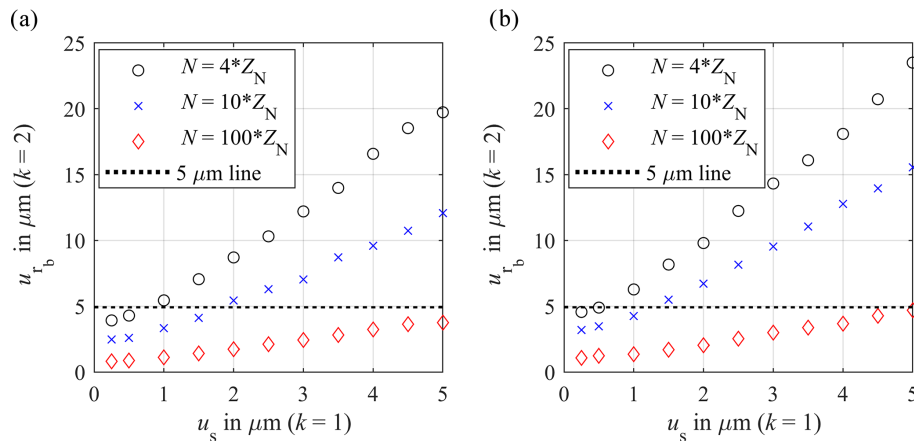 (a)
25
20
15
10
5
0
u_r_b in μm (k = 2)
N = 4*Z_N
N = 10*Z_N
N = 100*Z_N
5 μm line
0 1 2 3 4 5
u_s in μm (k = 1)
(b)
25
20
15
10
5
0
u_r_b in μm (k = 2)
N = 4*Z_N
N = 10*Z_N
N = 100*Z_N
5 μm line
0 1 2 3 4 5
u_s in μm (k = 1)